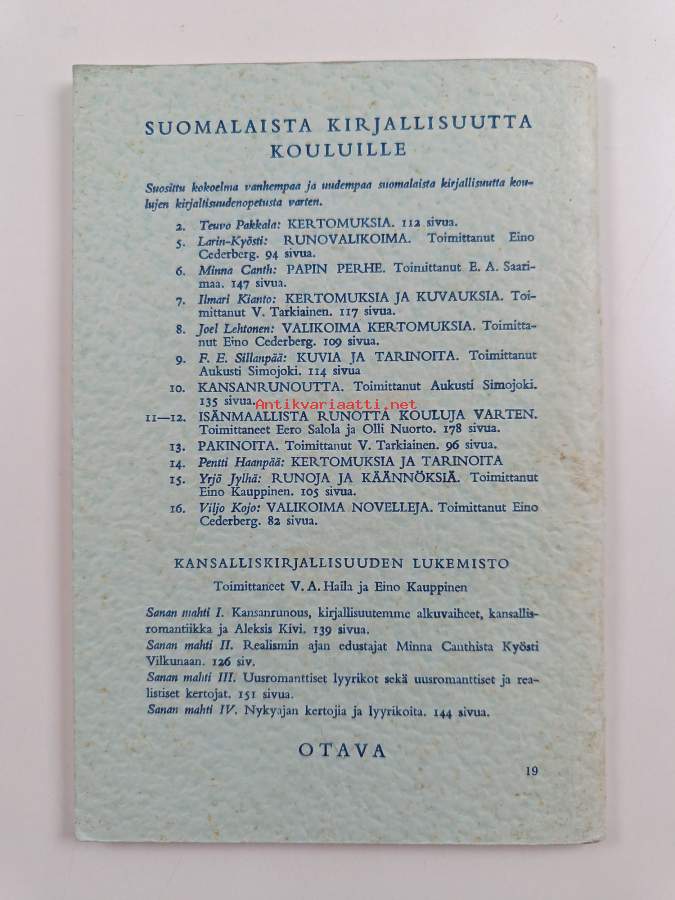 SUOMALAISTA KIRJALLISUUTTA
KOULUILLE
Suosittu kokoelma vanhempaa ja uudempaa suomalaista kirjallisuutta kou-
lujen kirjallisuudenopetusta varten.
2. Teuvo Pakkala: KERTOMUKSIA. 112 sivua.
5. Larin-Kyösti: RUNOVALIKOIMA. Toimittanut Eino
Cederberg. 94 sivua.
6. Minna Canth: PAPIN PERHE. Toimittanut E. A. Saari-
maa. 147 sivua.
7. Ilmari Kianto: KERTOMUKSIA JA KUVAUKSIA. Toi-
mittanut V. Tarkiainen. 117 sivua.
8. Joel Lehtonen: VALIKOIMA KERTOMUKSIA. Toimitta-
nut Eino Cederberg. 109 sivua.
9. F. E. Sillanpää: KUVIA JA TARINOITA. Toimittanut
Aukusti Simojoki. 114 sivua
10. KANSANRUNOUTTA. Toimittanut Aukusti Simojoki.
135 sivua.
Antikvariaatti.net
11—12. ISÄNMAALLISTA RUNOTTA KOULUJA VARTEN.
Toimittaneet Eero Salola ja Olli Nuorto. 178 sivua.
13. PAKINOITA. Toimittanut V. Tarkiainen. 96 sivua.
14. Pentti Haanpää: KERTOMUKSIA JA TARINOITA
15. Yrjö Jylhä: RUNOJA JA KÄÄNNÖKSIÄ. Toimittanut
Eino Kauppinen. 105 sivua.
16. Viljo Kojo: VALIKOIMA NOVELLEJA. Toimittanut Eino
Cederberg. 82 sivua.
KANSALLISKIRJALLISUUDEN LUKEMISTO
Toimittaneet V. A. Haila ja Eino Kauppinen
Sanan mahti I. Kansanrunous, kirjallisuutemme alkuvaiheet, kansallis-
romantiikka ja Aleksis Kivi. 139 sivua.
Sanan mahti II. Realismin ajan edustajat Minna Canthista Kyösti
Vilkunaan. 126 siv.
Sanan mahti III. Uusromanttiset lyyrikot sekä uusromanttiset ja rea-
listiset kertojat. 151 sivua.
Sanan mahti IV. Nykyajan kertojia ja lyyrikoita. 144 sivua.
OTAVA
19